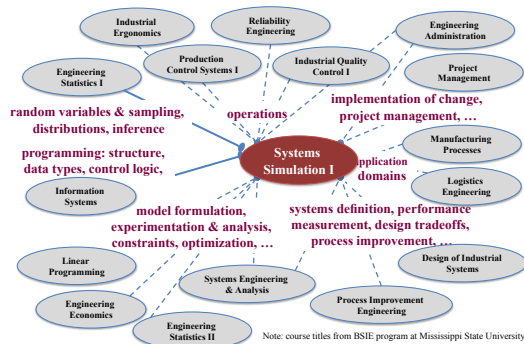 Industrial
Ergonomics
Reliability
Engineering
Engineering
Administration
Production
Control Systems I
Industrial Quality
Control I
Engineering
Statistics I
Project
Management
random variables & sampling,
distributions, inference
operations
implementation of change,
project management, …
programming: structure,
data types, control logic,
Systems
Simulation I
application
domains
Manufacturing
Processes
Information
Systems
Logistics
Engineering
model formulation,
experimentation & analysis,
constraints, optimization, …
systems definition, performance
measurement, design tradeoffs,
process improvement, …
Linear
Programming
Systems Engineering
& Analysis
Design of Industrial
Systems
Engineering
Economics
Process Improvement
Engineering
Engineering
Statistics II
Note: course titles from BSIE program at Mississippi State University